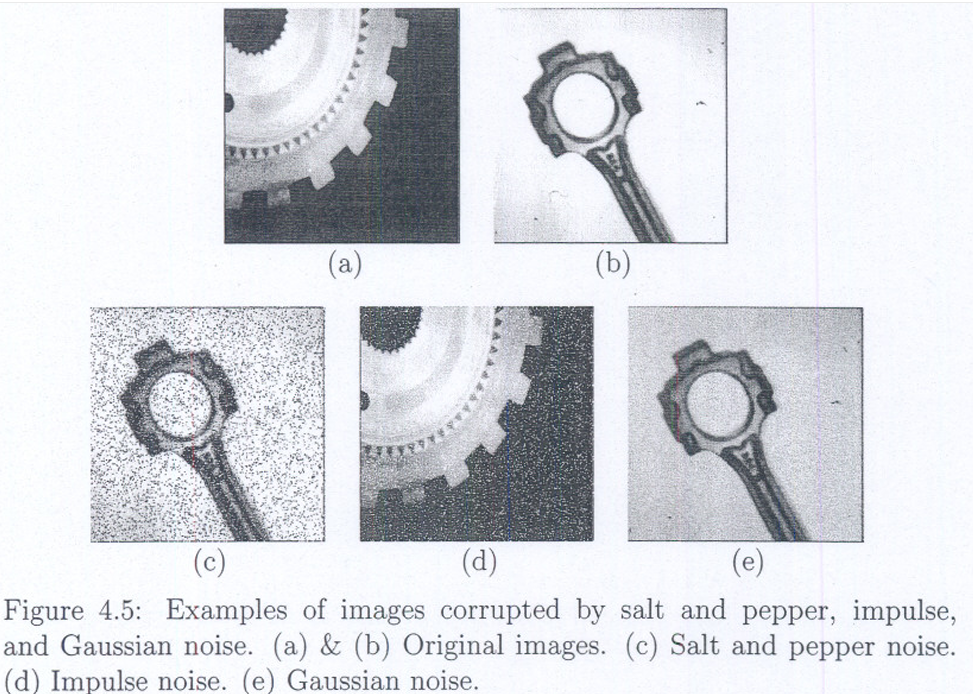 (a)
(b)
(c)
(d)
(e)
Figure 4.5: Examples of images corrupted by salt and pepper, impulse,
and Gaussian noise. (a) & (b) Original images. (c) Salt and pepper noise.
(d) Impulse noise. (e) Gaussian noise.